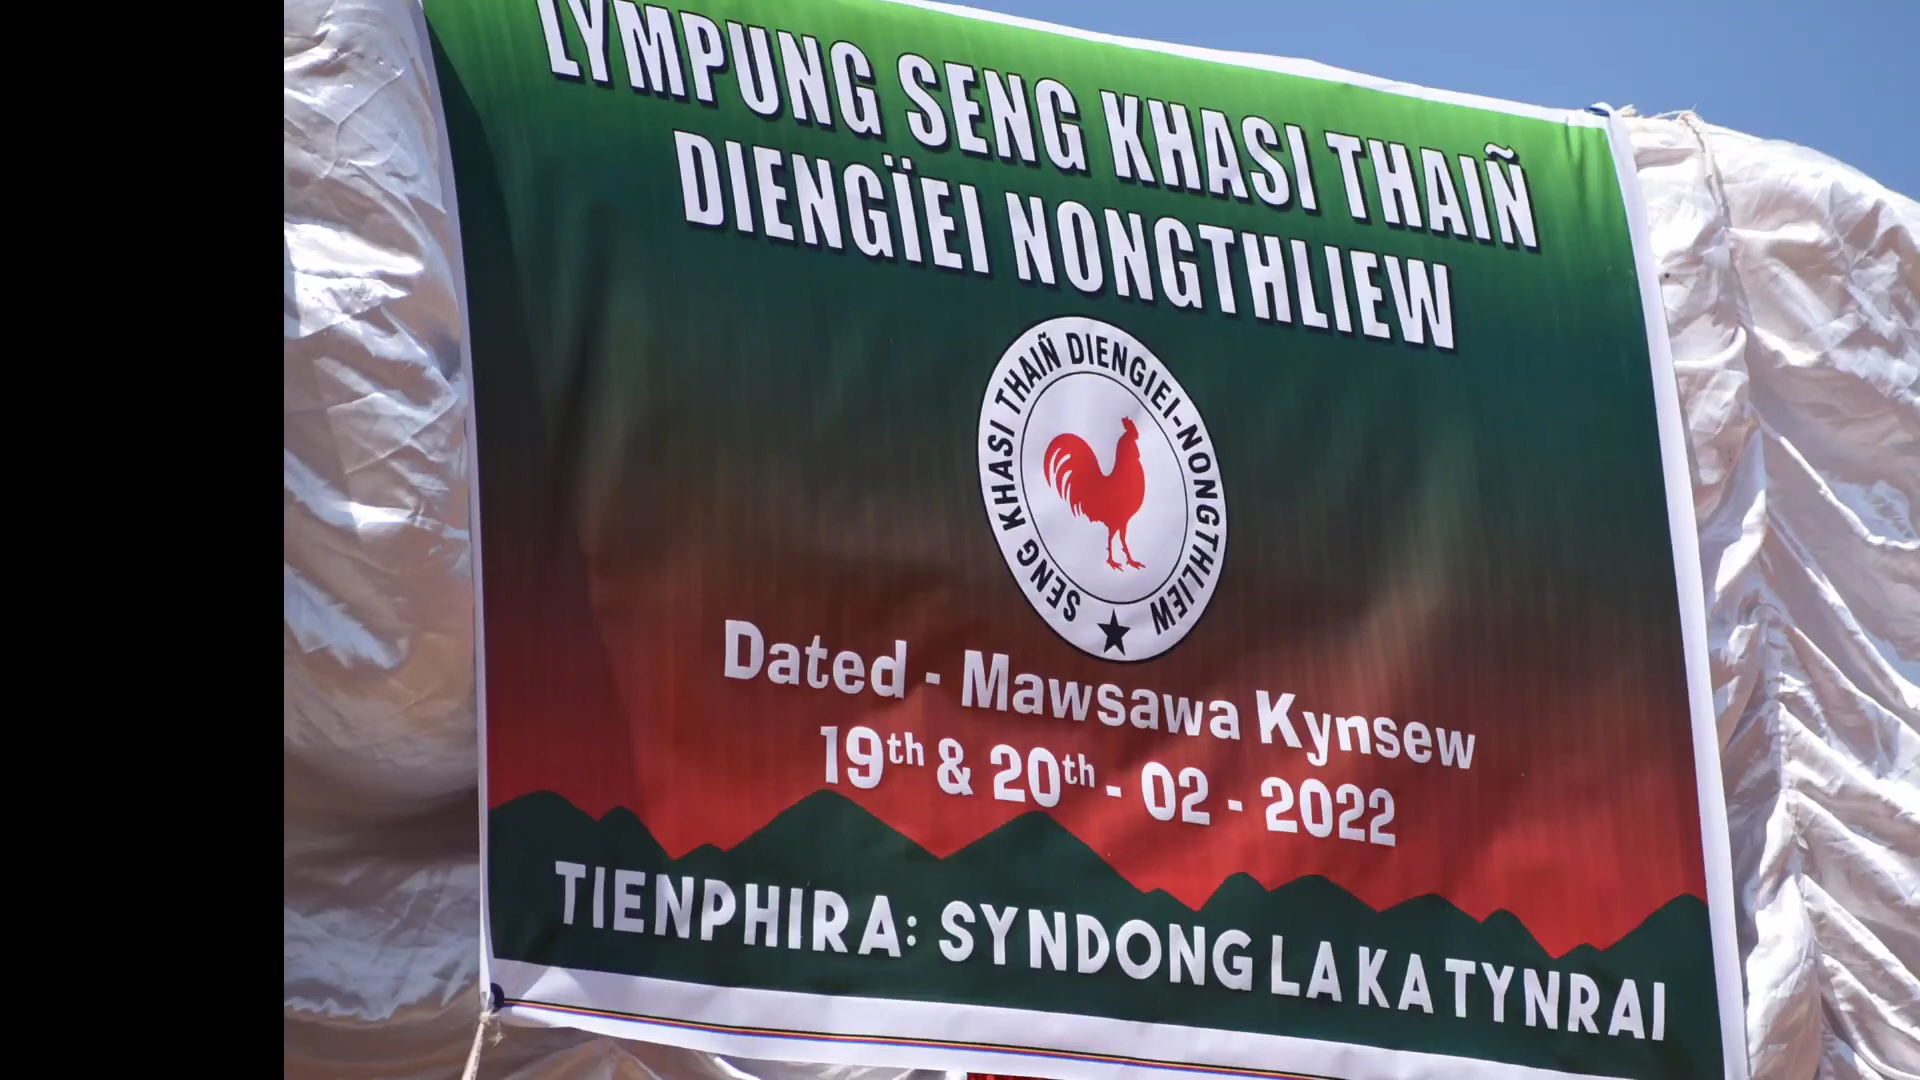 LYMPUNG SENG KHASI THAIÑ
DIENGÏEI NONGTHLIEW
SENG KHASI THAIÑ DIENGIEI-NONGTHLIEW
Dated - Mawsawa Kynsew
19th & 20th - 02 - 2022
TIENPHIRA: SYNDONG LA KA TYNRAI